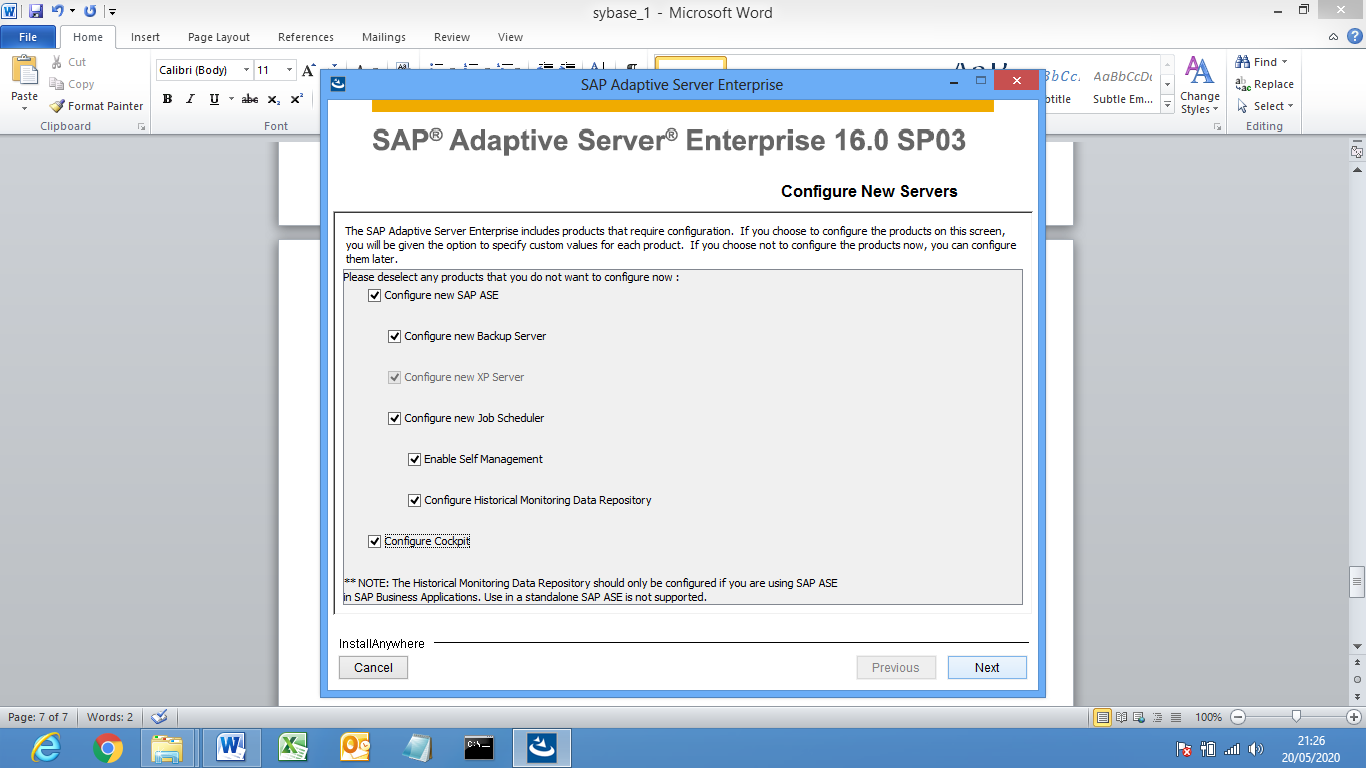 sybase_1 - Microsoft Word
File
Home
Insert
Page Layout
References
Mailings
Review
View
Paste
Cut
Copy
Format Painter
Clipboard
Calibri (Body)
11
B I U abc x₂ x²
Font
AaBbCcDc
Subtle Em...
Change
Styles
Find
Replace
Select
Editing
SAP Adaptive Server Enterprise
SAP® Adaptive Server® Enterprise 16.0 SP03
Configure New Servers
The SAP Adaptive Server Enterprise includes products that require configuration. If you choose to configure the products on this screen,
you will be given the option to specify custom values for each product. If you choose not to configure the products now, you can configure
them later.
Please deselect any products that you do not want to configure now :
Configure new SAP ASE
Configure new Backup Server
Configure new XP Server
Configure new Job Scheduler
Enable Self Management
Configure Historical Monitoring Data Repository
Configure Cockpit
** NOTE: The Historical Monitoring Data Repository should only be configured if you are using SAP ASE
in SAP Business Applications. Use in a standalone SAP ASE is not supported.
InstallAnywhere
Cancel
Previous
Next
Page: 7 of 7
Words: 2
100%
21:26
20/05/2020